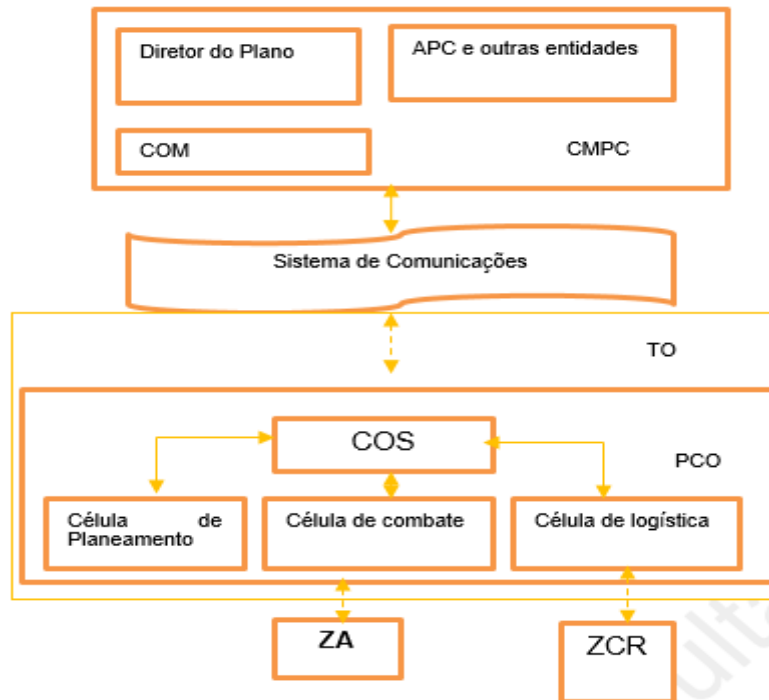 Diretor do Plano
APC e outras entidades
COM
CMPC
Sistema de Comunicações
TO
COS
PCO
Célula de
Planeamento
Célula de combate
Célula de logística
ZA
ZCR